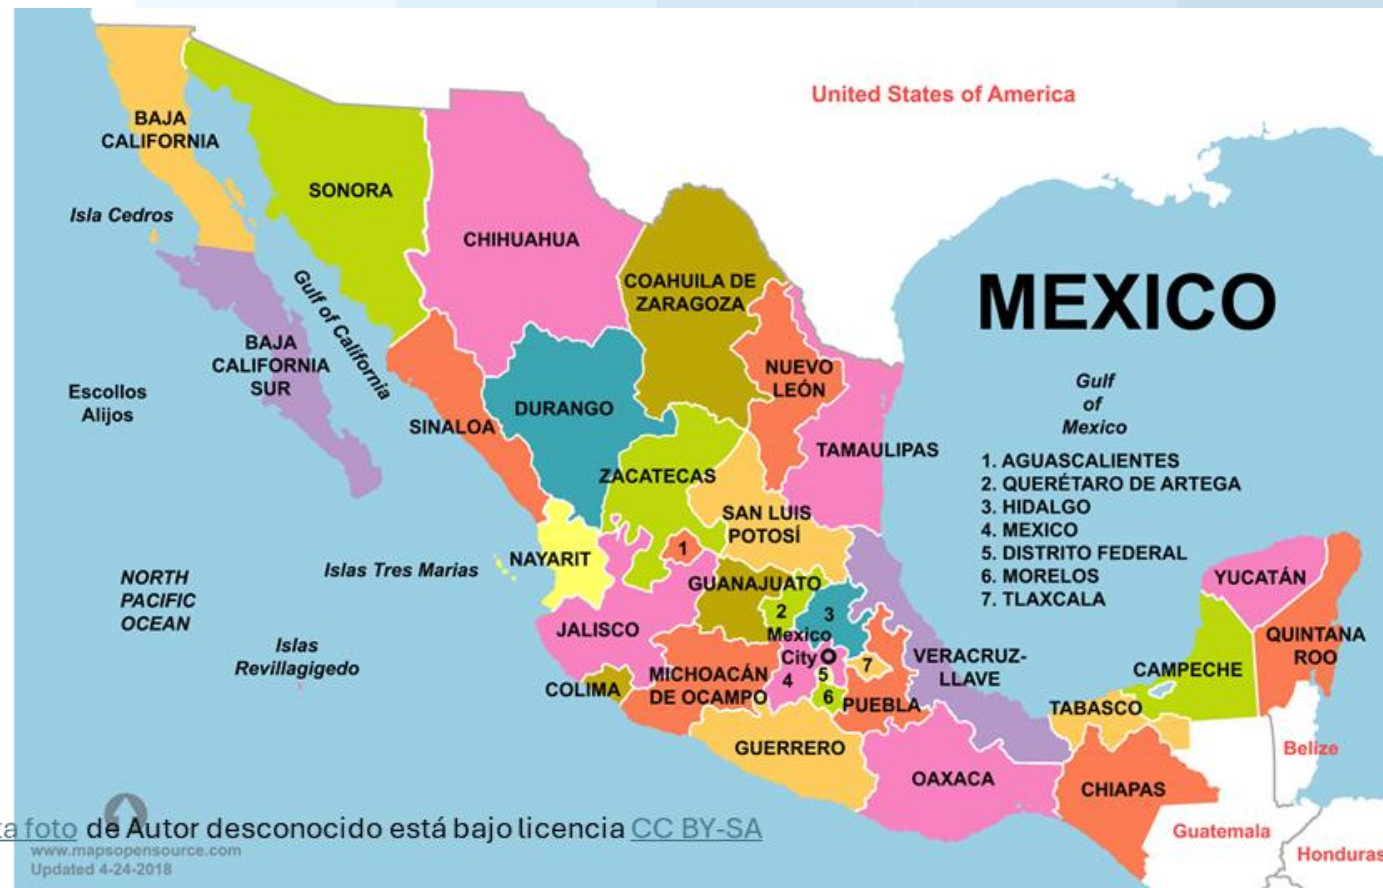 United States of America
BAJA
CALIFORNIA
SONORA
Isla Cedros
CHIHUAHUA
COAHUILA DE
ZARAGOZA
MEXICO
Gulf of California
BAJA
CALIFORNIA
SUR
NUEVO
LEÓN
Gulf
of
Mexico
Escollos
Alijos
DURANGO
SINALOA
TAMAULIPAS
ZACATECAS
1. AGUASCALIENTES
2. QUERÉTARO DE ARTEGA
3. HIDALGO
4. MEXICO
5. DISTRITO FEDERAL
6. MORELOS
7. TLAXCALA
SAN LUIS
POTOSÍ
NAYARIT
1
Islas Tres Marias
NORTH
PACIFIC
OCEAN
GUANAJUATO
YUCATÁN
2
3
JALISCO
Mexico
City
QUINTANA
ROO
Islas
Revillagigedo
VERACRUZ-
LLAVE
7
CAMPECHE
MICHOACÁN
DE OCAMPO
4
5
COLIMA
6
PUEBLA
TABASCO
GUERRERO
Belize
OAXACA
CHIAPAS
ta foto de Autor desconocido está bajo licencia CC BY-SA
Guatemala
www.mapsopensource.com
Honduras
Updated 4-24-2018